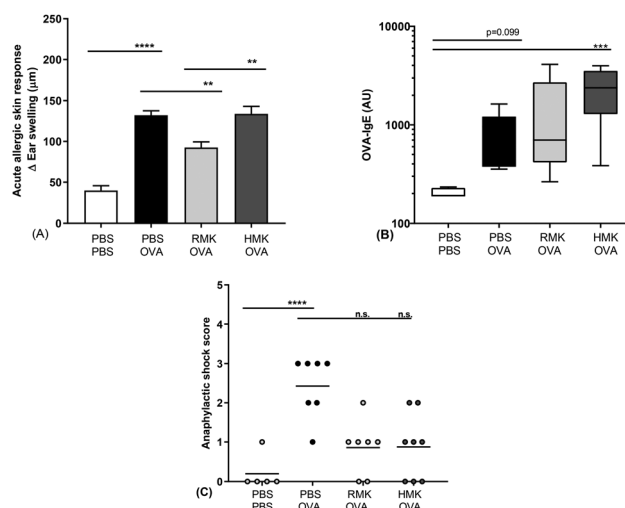 Acute allergic skin response
Δ Ear swelling (μm)
250
200
150
100
50
0
****
**
**
PBS
PBS
PBS
OVA
RMK
OVA
HMK
OVA
(A)
OVA-IgE (AU)
10000
1000
100
p=0.099
***
PBS
PBS
PBS
OVA
RMK
OVA
HMK
OVA
(B)
Anaphylactic shock score
5
4
3
2
1
0
****
n.s.
n.s.
PBS
PBS
PBS
OVA
RMK
OVA
HMK
OVA
(C)